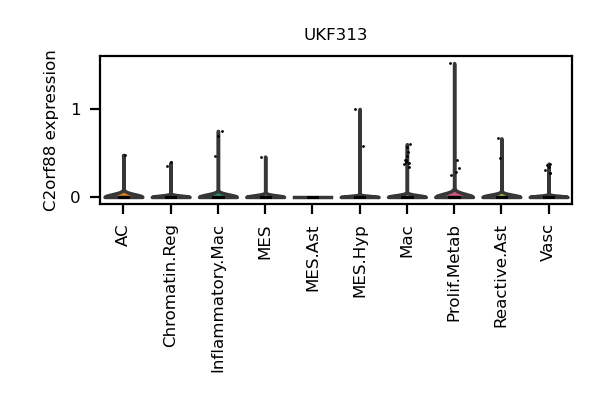 UKF313
C2orf88 expression
1
0
AC
Chromatin.Reg
Inflammatory.Mac
MES
MES.Ast
MES.Hyp
Mac
Prolif.Metab
Reactive.Ast
Vasc